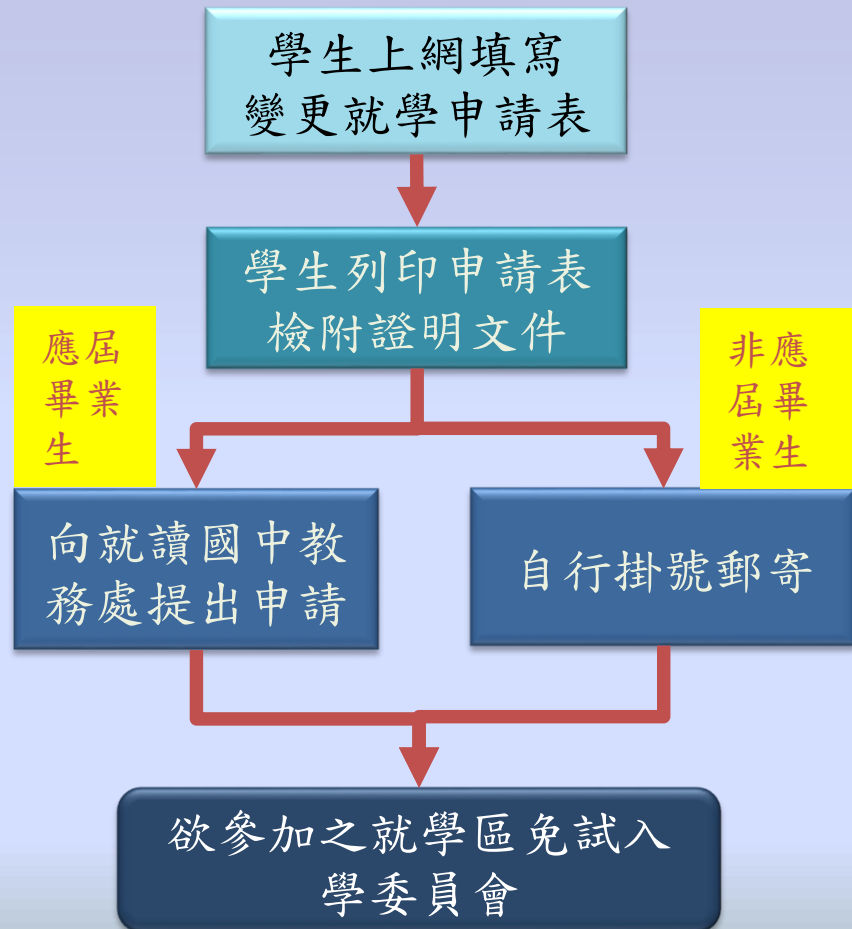 學生上網填寫
變更就學申請表
學生列印申請表
檢附證明文件
應屆
畢業
生
非應
屆畢
業生
向就讀國中教
務處提出申請
自行掛號郵寄
欲參加之就學區免試入
學委員會